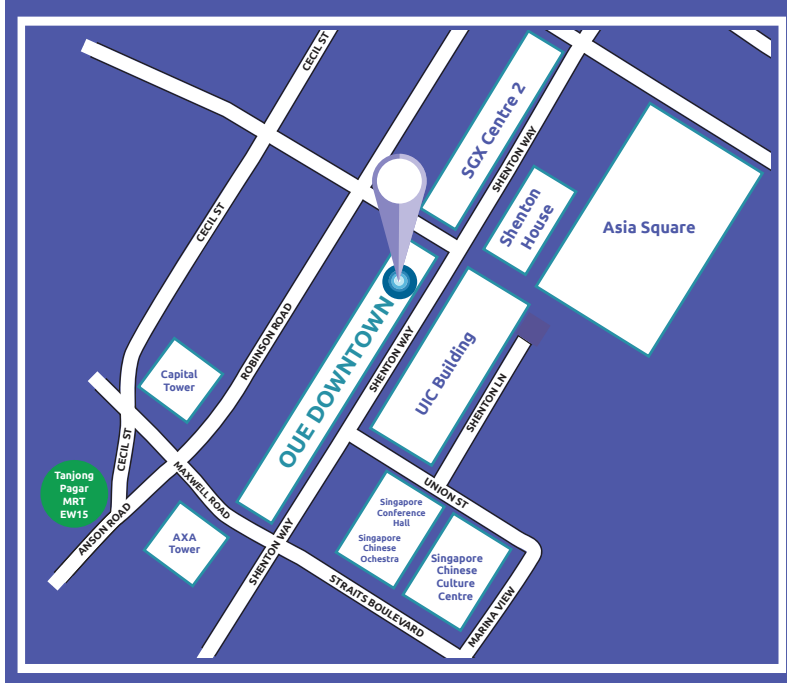 CECIL ST
SGX Centre 2
SHENTON WAY
Shenton
House
Asia Square
CECIL ST
ROBINSON ROAD
OUE DOWNTOWN
SHENTON WAY
UIC Building
SHENTON LN
Capital
Tower
CECIL ST
Tanjong
Pagar
MRT
EW15
ANSON ROAD
MAXWELL ROAD
AXA
Tower
SHENTON WAY
UNION ST
Singapore
Conference
Hall
Singapore
Chinese
Ochestra
Singapore
Chinese
Culture
Centre
STRAITS BOULEVARD
MARINA VIEW